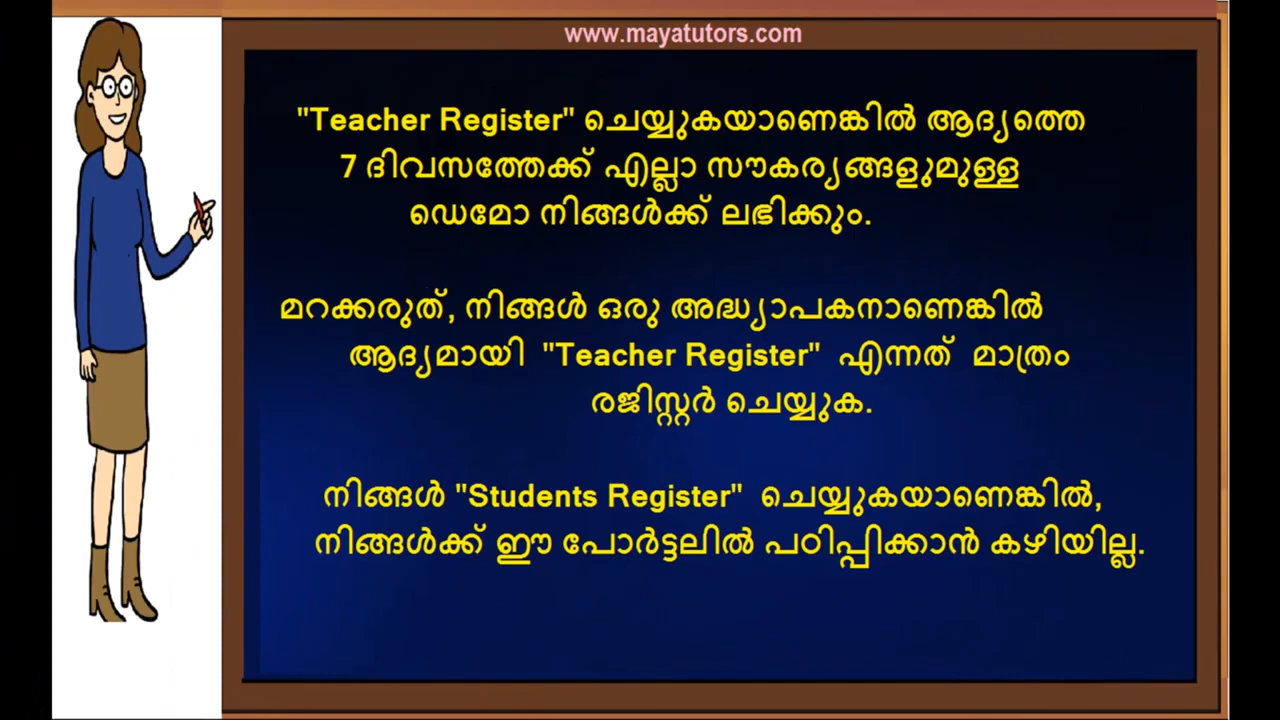 www.mayatutors.com
"Teacher Register" ചെയ്യുകയാണെങ്കിൽ ആദ്യത്തെ
7 ദിവസത്തേക്ക് എല്ലാ സൗകര്യങ്ങളുമുള്ള
ഡെമോ നിങ്ങൾക്ക് ലഭിക്കും.
മറക്കരുത്, നിങ്ങൾ ഒരു അദ്ധ്യാപകനാണെങ്കിൽ
ആദ്യമായി "Teacher Register" എന്നത് മാത്രം
രജിസ്റ്റർ ചെയ്യുക.
നിങ്ങൾ "Students Register" ചെയ്യുകയാണെങ്കിൽ,
നിങ്ങൾക്ക് ഈ പോർട്ടലിൽ പഠിപ്പിക്കാൻ കഴിയില്ല.